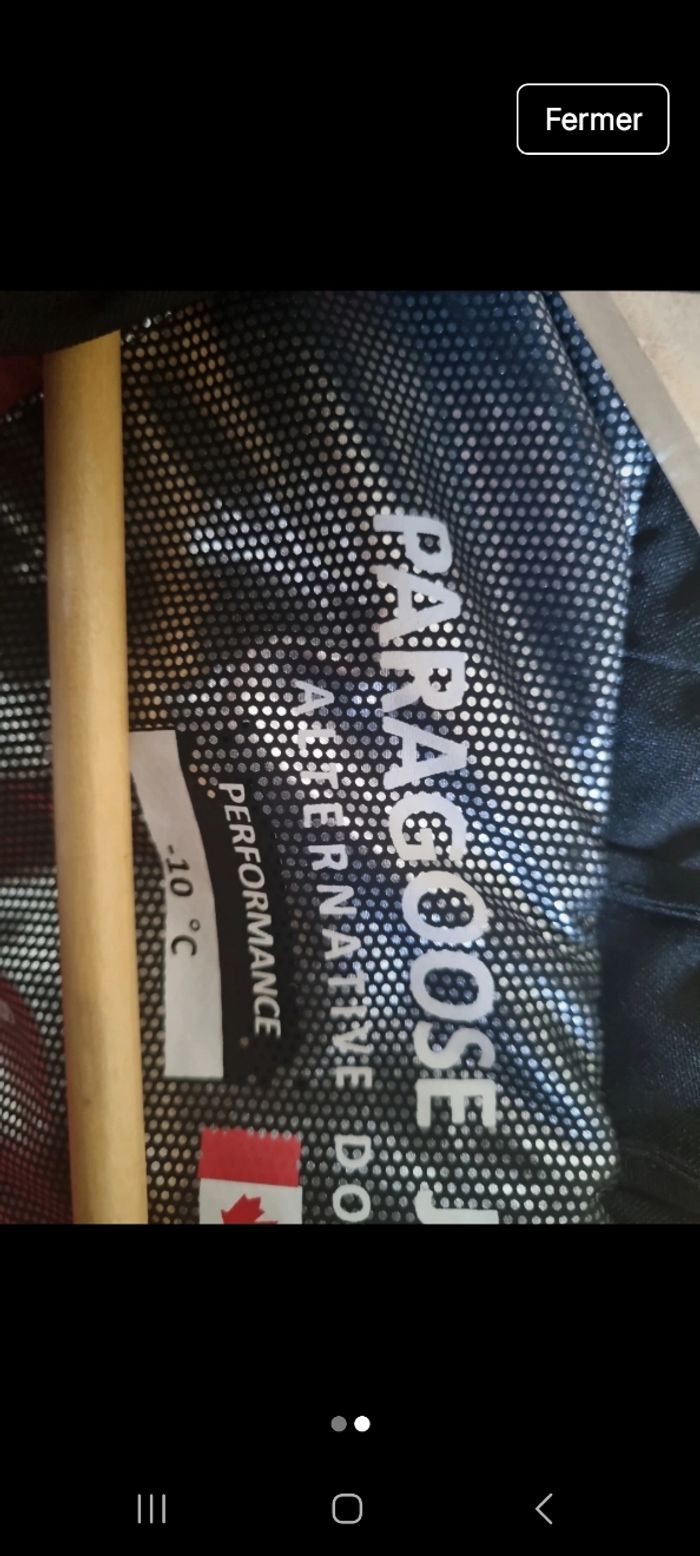 Fermer
PARAGOOSE J
ALTERNATIVE DO
PERFORMANCE
-10 °C